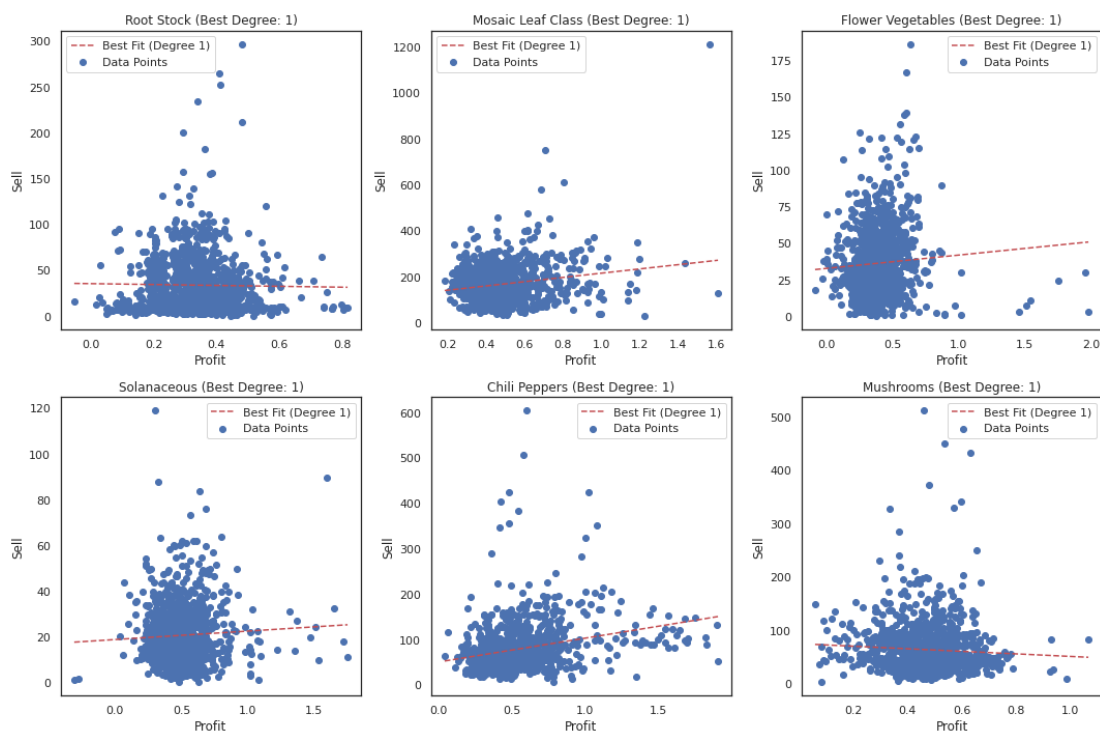 Root Stock (Best Degree: 1)
Best Fit (Degree 1)
Data Points
Sell
300
250
200
150
100
50
0
0.0 0.2 0.4 0.6 0.8
Profit
Mosaic Leaf Class (Best Degree: 1)
Best Fit (Degree 1)
Data Points
Sell
1200
1000
800
600
400
200
0
0.2 0.4 0.6 0.8 1.0 1.2 1.4 1.6
Profit
Flower Vegetables (Best Degree: 1)
Best Fit (Degree 1)
Data Points
Sell
175
150
125
100
75
50
25
0
0.0 0.5 1.0 1.5 2.0
Profit
Solanaceous (Best Degree: 1)
Best Fit (Degree 1)
Data Points
Sell
120
100
80
60
40
20
0
0.0 0.5 1.0 1.5
Profit
Chili Peppers (Best Degree: 1)
Best Fit (Degree 1)
Data Points
Sell
600
500
400
300
200
100
0
0.0 0.5 1.0 1.5
Profit
Mushrooms (Best Degree: 1)
Best Fit (Degree 1)
Data Points
Sell
500
400
300
200
100
0
0.2 0.4 0.6 0.8 1.0
Profit